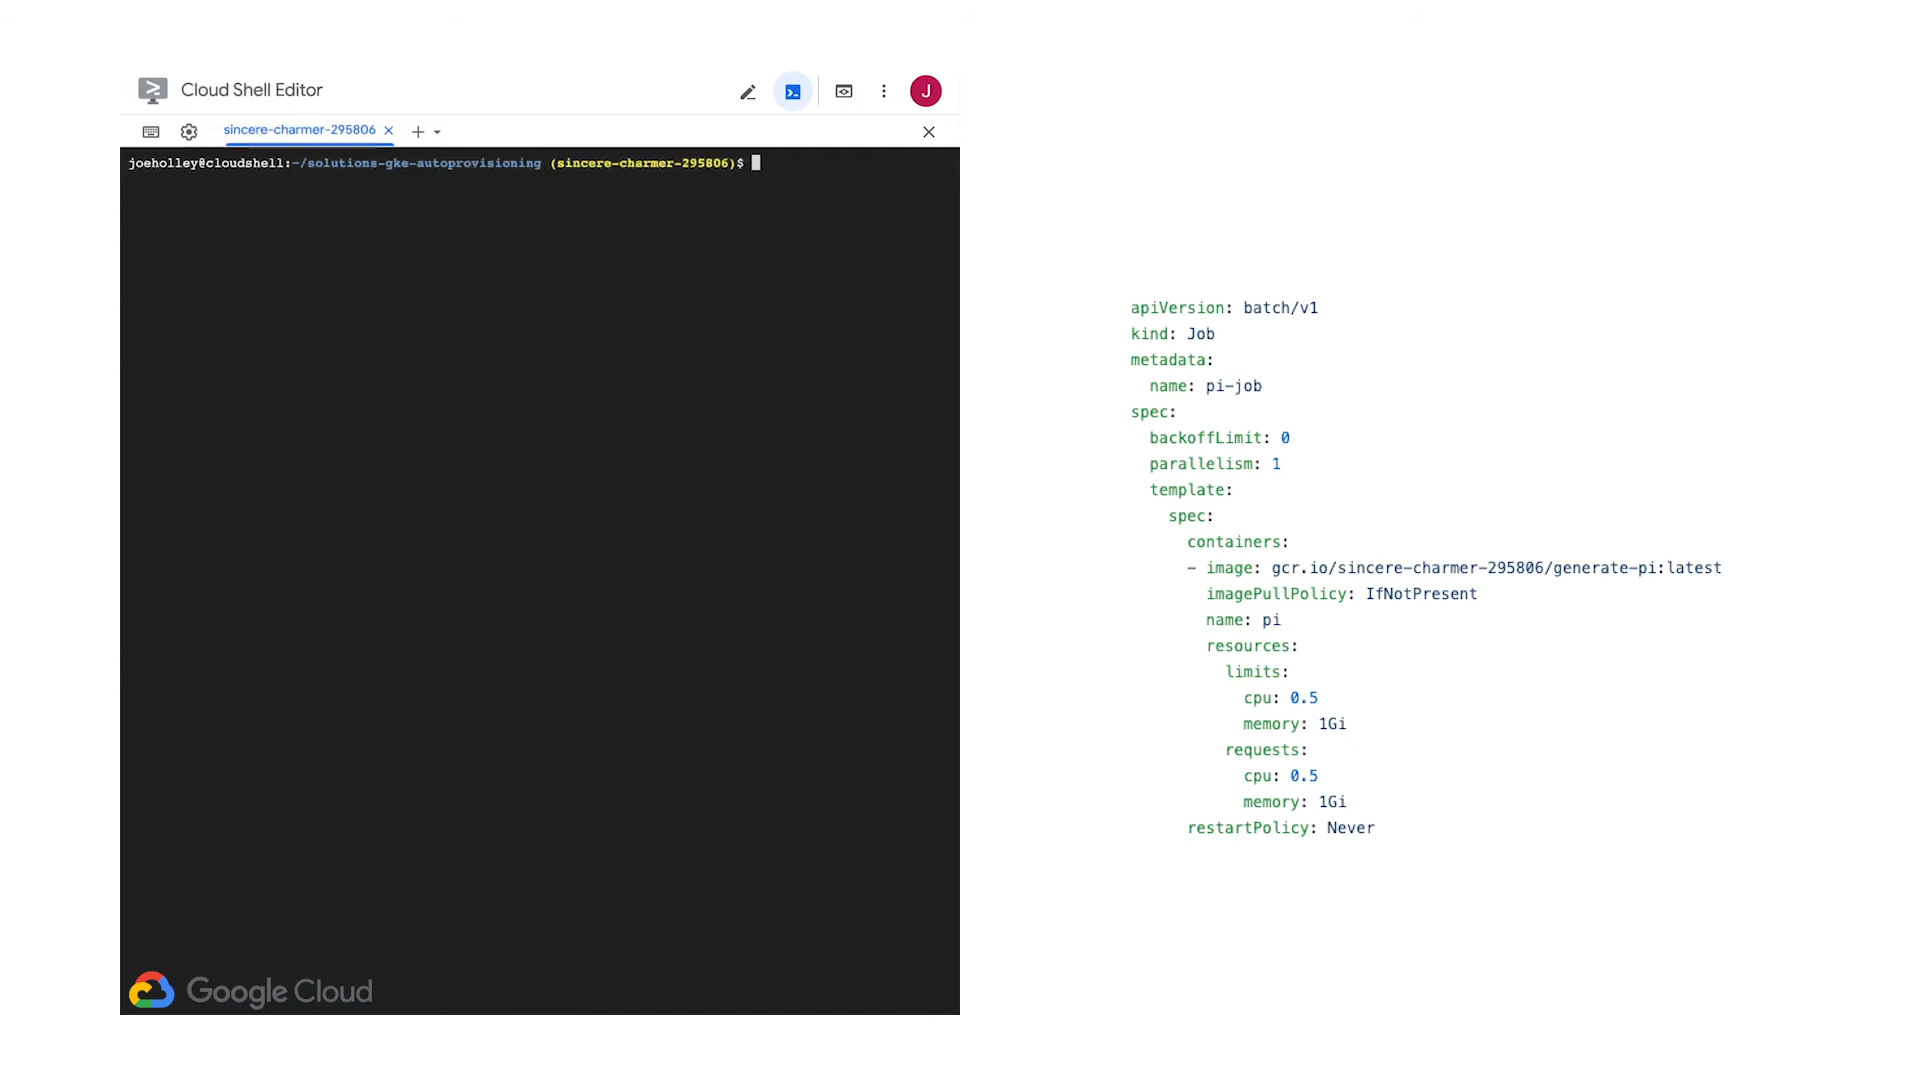 Cloud Shell Editor
J
sincere-charmer-295806
joeholley@cloudshell:~/solutions-gke-autoprovisioning (sincere-charmer-295806)$
Google Cloud
apiVersion: batch/v1
kind: Job
metadata:
  name: pi-job
spec:
  backoffLimit: 0
  parallelism: 1
  template:
    spec:
      containers:
      - image: gcr.io/sincere-charmer-295806/generate-pi:latest
        imagePullPolicy: IfNotPresent
        name: pi
        resources:
          limits:
            cpu: 0.5
            memory: 1Gi
          requests:
            cpu: 0.5
            memory: 1Gi
      restartPolicy: Never